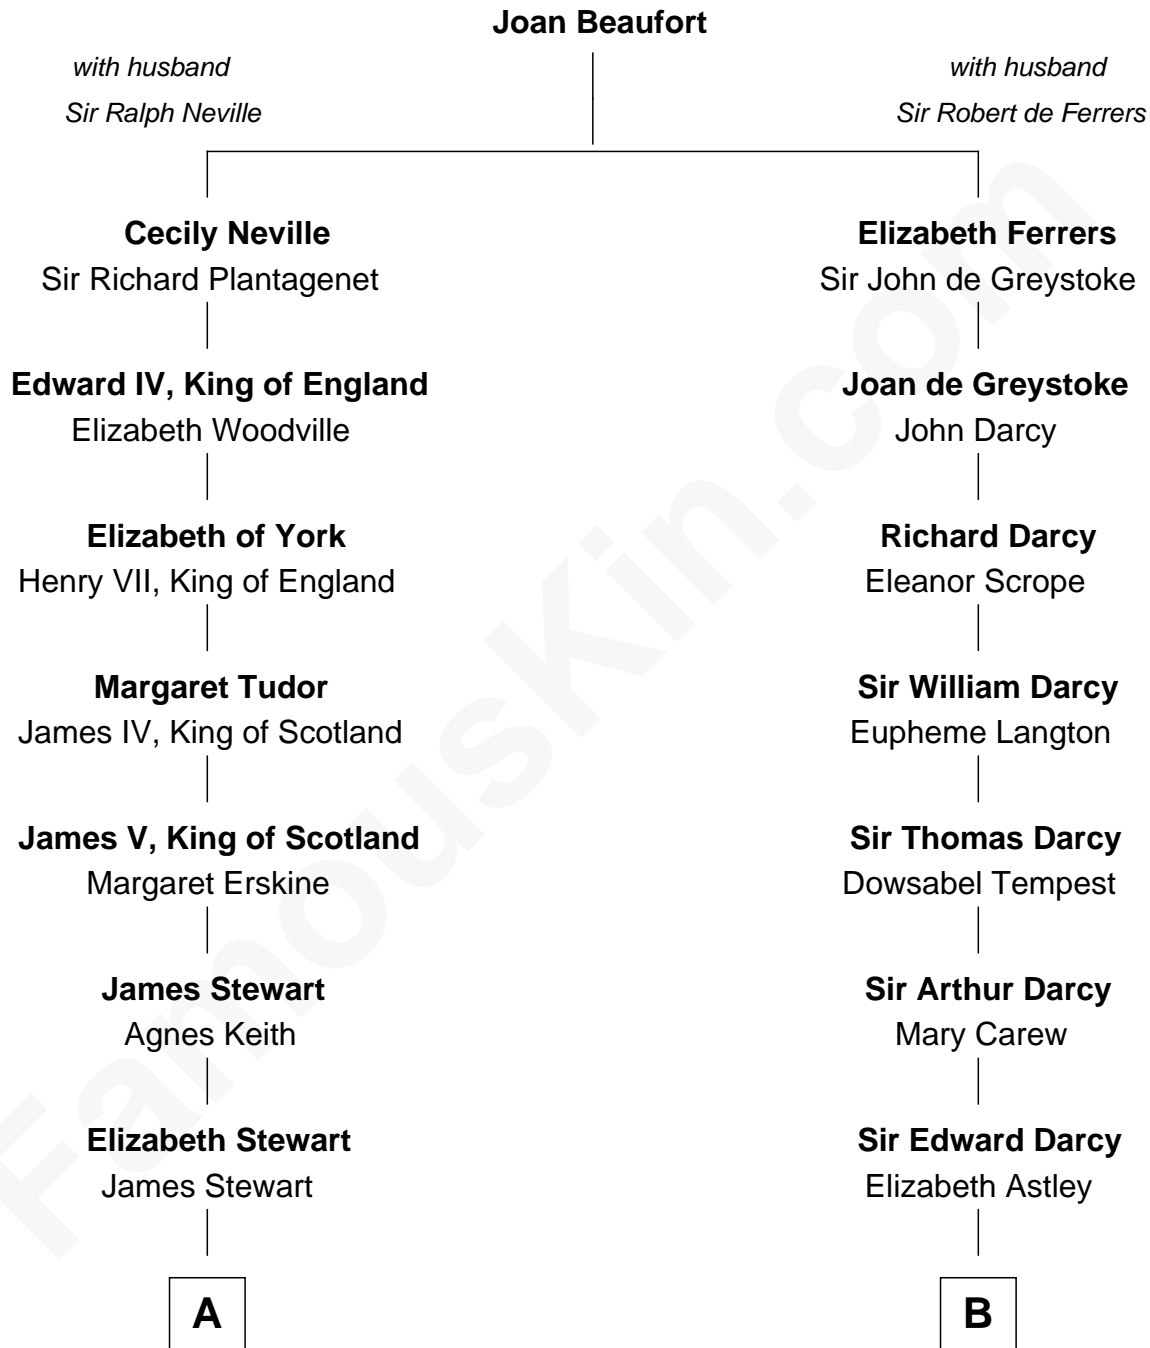 Joan Beaufort
with husband
Sir Ralph Neville
with husband
Sir Robert de Ferrers
Cecily Neville
Sir Richard Plantagenet
Elizabeth Ferrers
Sir John de Greystoke
Edward IV, King of England
Elizabeth Woodville
Joan de Greystoke
John Darcy
Elizabeth of York
Henry VII, King of England
Richard Darcy
Eleanor Scrope
Margaret Tudor
James IV, King of Scotland
Sir William Darcy
Eupheme Langton
James V, King of Scotland
Margaret Erskine
Sir Thomas Darcy
Dowsabel Tempest
James Stewart
Agnes Keith
Sir Arthur Darcy
Mary Carew
Elizabeth Stewart
James Stewart
Sir Edward Darcy
Elizabeth Astley
A
B
FamousKin.com